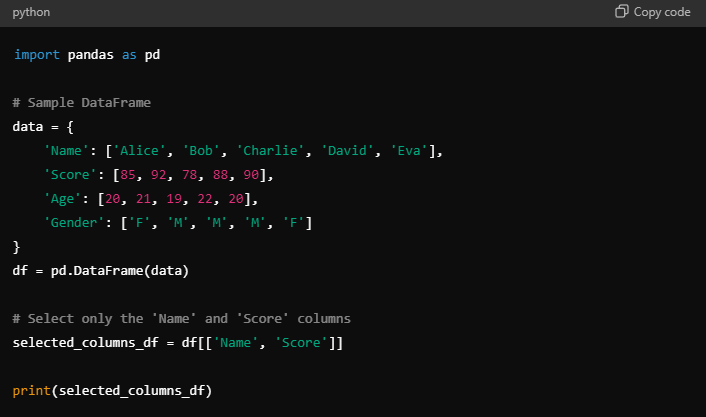 python
Copy code
import pandas as pd
# Sample DataFrame
data = {
    'Name': ['Alice', 'Bob', 'Charlie', 'David', 'Eva'],
    'Score': [85, 92, 78, 88, 90],
    'Age': [20, 21, 19, 22, 20],
    'Gender': ['F', 'M', 'M', 'M', 'F']
}
df = pd.DataFrame(data)
# Select only the 'Name' and 'Score' columns
selected_columns_df = df[['Name', 'Score']]
print(selected_columns_df)